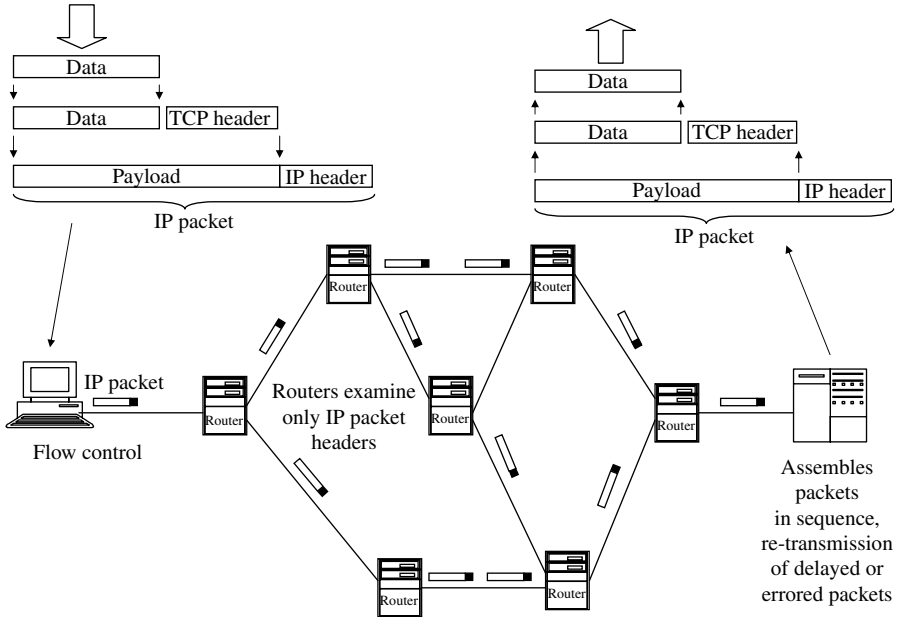 Data
Data TCP header
Payload IP header
IP packet
Data
Data TCP header
Payload IP header
IP packet
Router
Router
IP packet
Router
Routers examine
only IP packet
headers
Router
Router
Flow control
Assembles
packets
in sequence,
re-transmission
of delayed or
errored packets
Router
Router